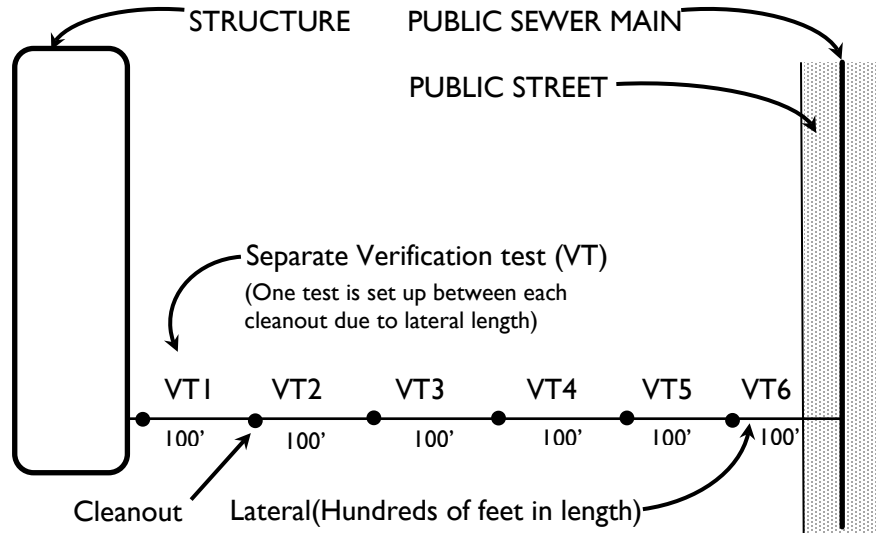 STRUCTURE
PUBLIC SEWER MAIN
PUBLIC STREET
Separate Verification test (VT)
(One test is set up between each
cleanout due to lateral length)
VT1
VT2
VT3
VT4
VT5
VT6
100’
100’
100’
100’
100’
100’
Cleanout
Lateral(Hundreds of feet in length)